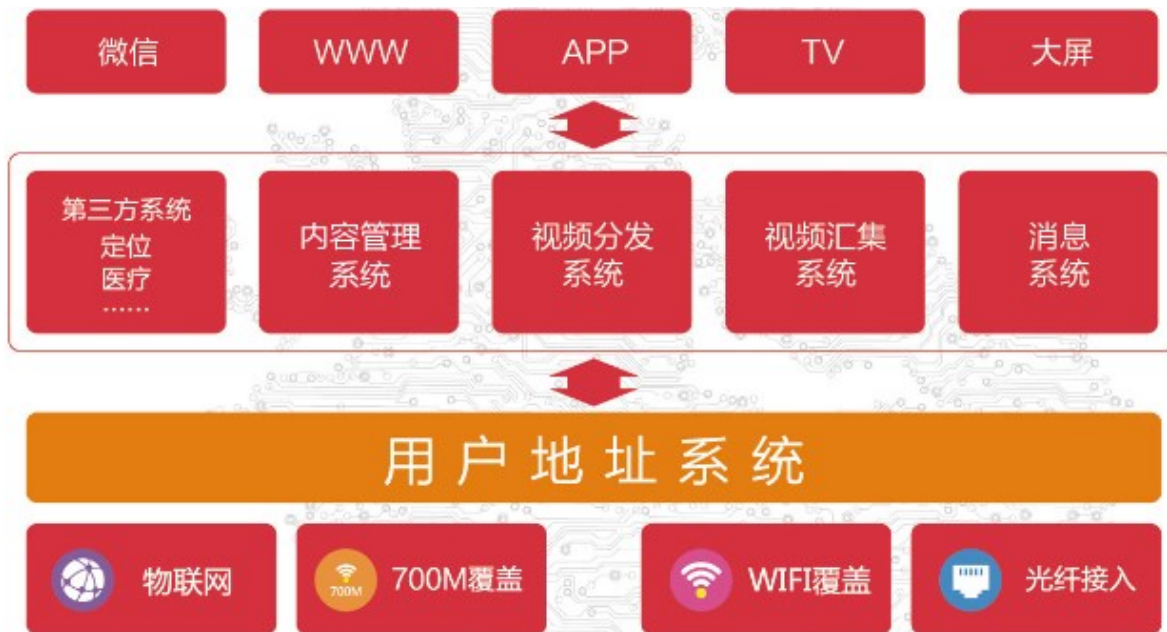 微信
WWW
APP
TV
大屏
第三方系统
定位
医疗
……
内容管理
系统
视频分发
系统
视频汇集
系统
消息
系统
用户地址系统
物联网
700M
700M覆盖
WIFI覆盖
光纤接入